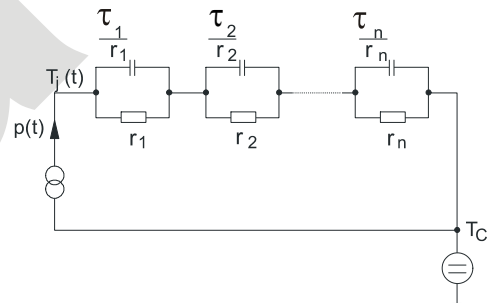 τ1/r1 τ2/r2 τn/rn
Tj (t)
p(t)
r1 r2 rn
TC